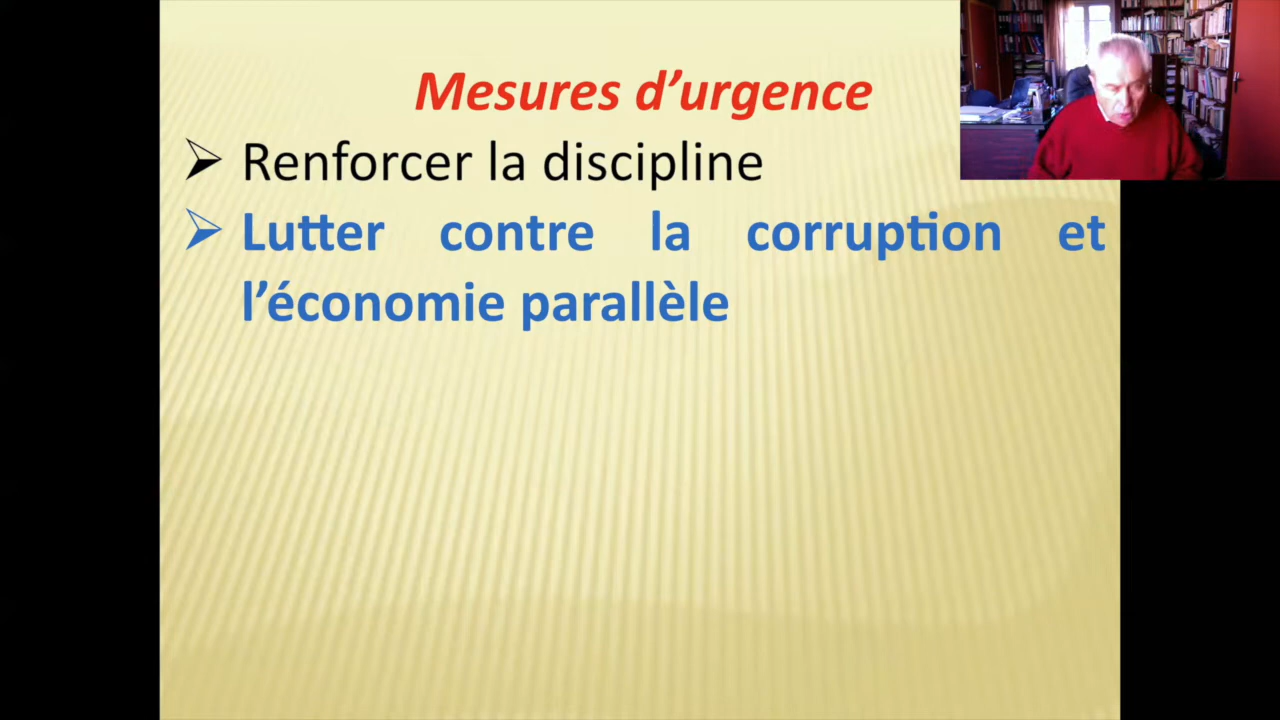 Mesures d’urgence
➢ Renforcer la discipline
➢ Lutter contre la corruption et
l’économie parallèle